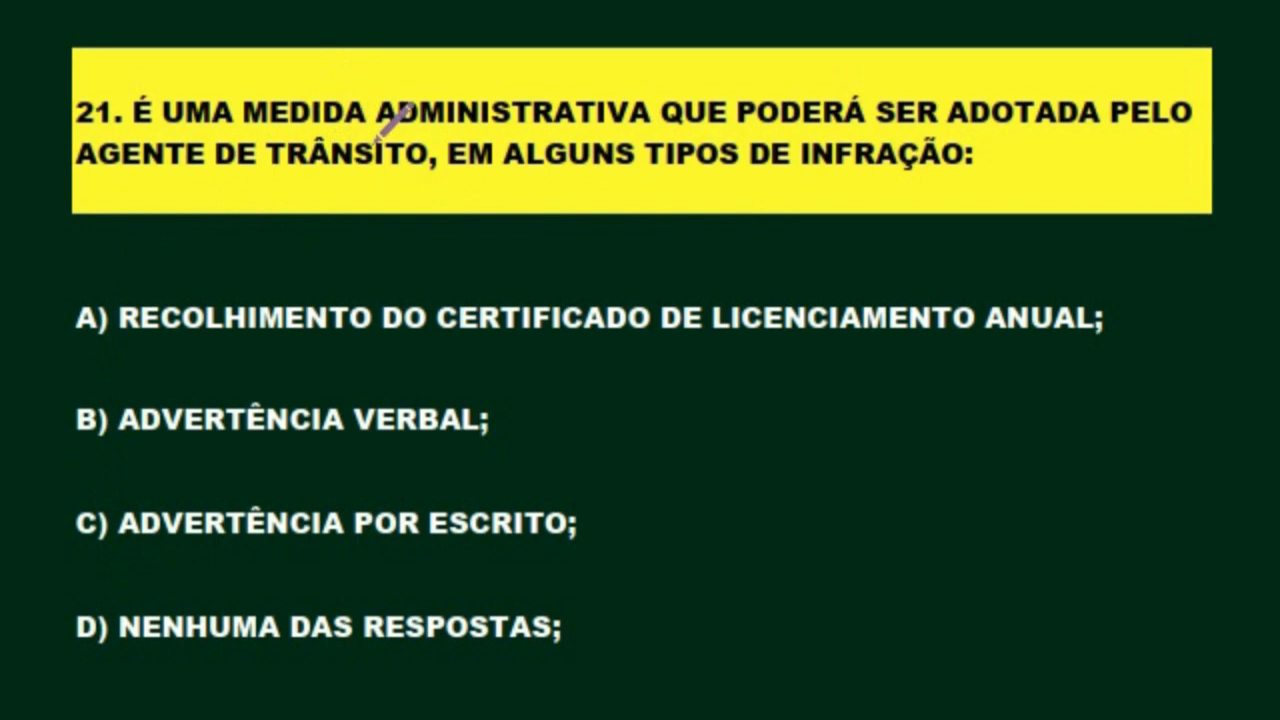 21. É UMA MEDIDA ADMINISTRATIVA QUE PODERÁ SER ADOTADA PELO
AGENTE DE TRÂNSITO, EM ALGUNS TIPOS DE INFRAÇÃO:
A) RECOLHIMENTO DO CERTIFICADO DE LICENCIAMENTO ANUAL;
B) ADVERTÊNCIA VERBAL;
C) ADVERTÊNCIA POR ESCRITO;
D) NENHUMA DAS RESPOSTAS;